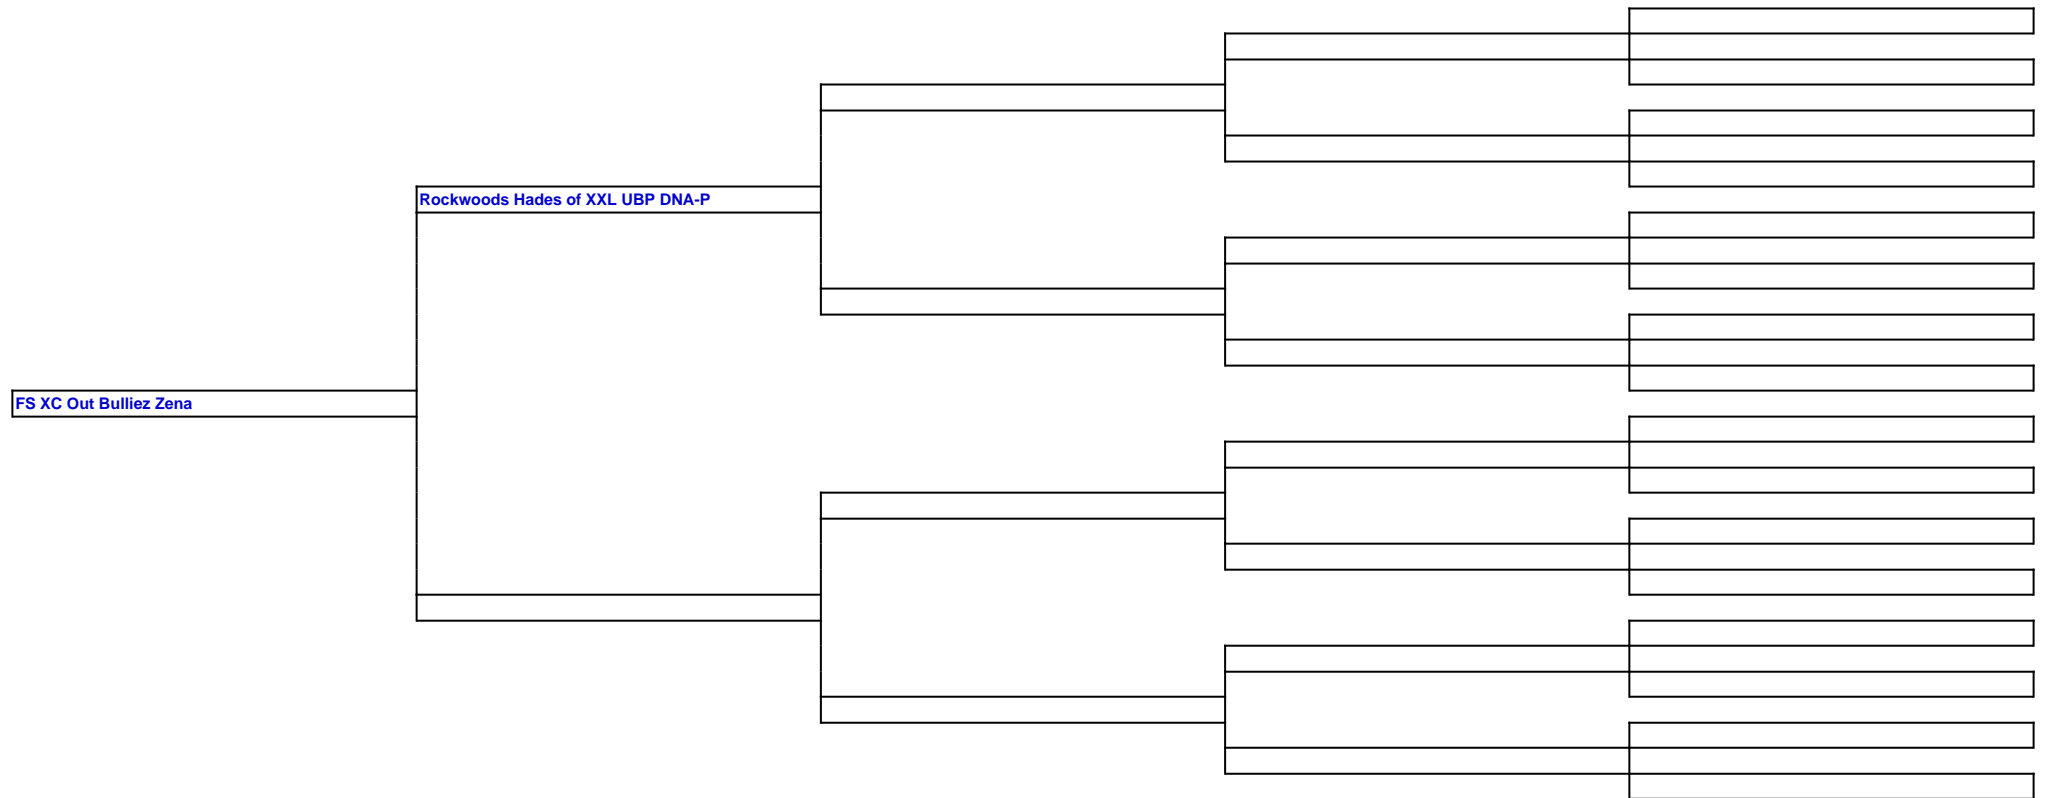 Rockwoods Hades of XXL UBP DNA-P
FS XC Out Bulliez Zena